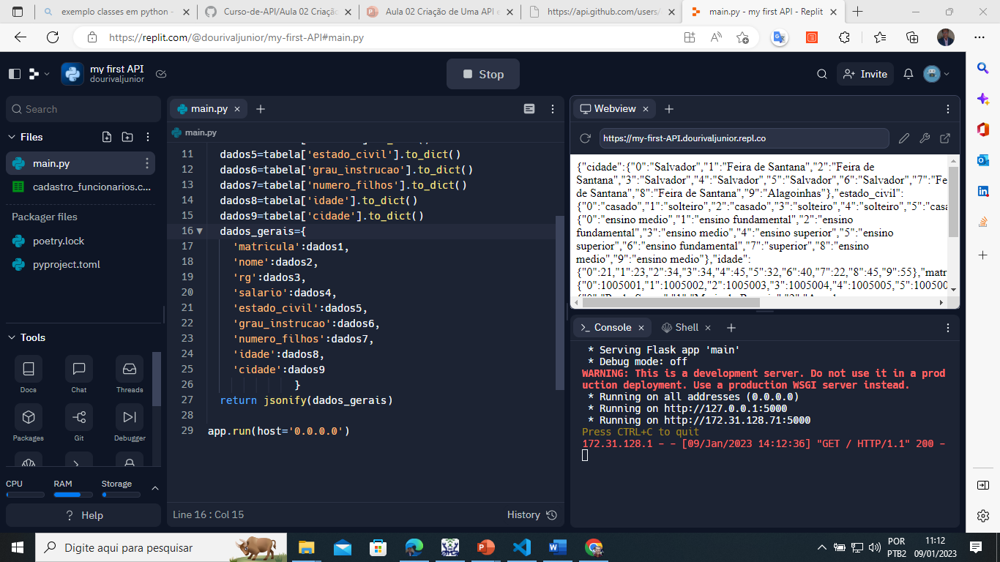 exemplo classes em python -
Curso-de-API/Aula 02 Criaçã
Aula 02 Criação de Uma API e
https://api.github.com/users/
main.py - my first API - Replit
https://replit.com/@dourivaljunior/my-first-API#main.py
my first API
dourivaljunior
Stop
Invite
Search
Files
main.py
cadastro_funcionarios.c...
Packager files
poetry.lock
pyproject.toml
Tools
Docs
Chat
Threads
Packages
Git
Debugger
CPU
RAM
Storage
Help
main.py
main.py
11 dados5=tabela['estado_civil'].to_dict()
12 dados6=tabela['grau_instrucao'].to_dict()
13 dados7=tabela['numero_filhos'].to_dict()
14 dados8=tabela['idade'].to_dict()
15 dados9=tabela['cidade'].to_dict()
16 dados_gerais={
17 'matricula':dados1,
18 'nome':dados2,
19 'rg':dados3,
20 'salario':dados4,
21 'estado_civil':dados5,
22 'grau_instrucao':dados6,
23 'numero_filhos':dados7,
24 'idade':dados8,
25 'cidade':dados9
26 }
27 return jsonify(dados_gerais)
28
29 app.run(host='0.0.0.0')
Line 16 : Col 15
History
Webview
https://my-first-API.dourivaljunior.repl.co
{"cidade":{"0":"Salvador","1":"Feira de Santana","2":"Feira de
Santana","3":"Salvador","4":"Salvador","5":"Salvador","6":"Salvador","7":"Fe
de Santana","8":"Feira de Santana","9":"Alagoinhas"},"estado_civil":
{"0":"casado","1":"solteiro","2":"casado","3":"solteiro","4":"solteiro","5":"casa
{"0":"ensino medio","1":"ensino fundamental","2":"ensino
fundamental","3":"ensino medio","4":"ensino superior","5":"ensino
superior","6":"ensino fundamental","7":"superior","8":"ensino
medio","9":"ensino medio"},"idade":
{"0":21,"1":23,"2":34,"3":34,"4":45,"5":32,"6":40,"7":22,"8":45,"9":55},"matr
{"0":1005001,"1":1005002,"2":1005003,"3":1005004,"4":1005005,"5":100500
Console
Shell
* Serving Flask app 'main'
* Debug mode: off
WARNING: This is a development server. Do not use it in a prod
uction deployment. Use a production WSGI server instead.
* Running on all addresses (0.0.0.0)
* Running on http://127.0.0.1:5000
* Running on http://172.31.128.71:5000
Press CTRL+C to quit
172.31.128.1 - - [09/Jan/2023 14:12:36] "GET / HTTP/1.1" 200 -
Digite aqui para pesquisar
POR
PTB2
11:12
09/01/2023